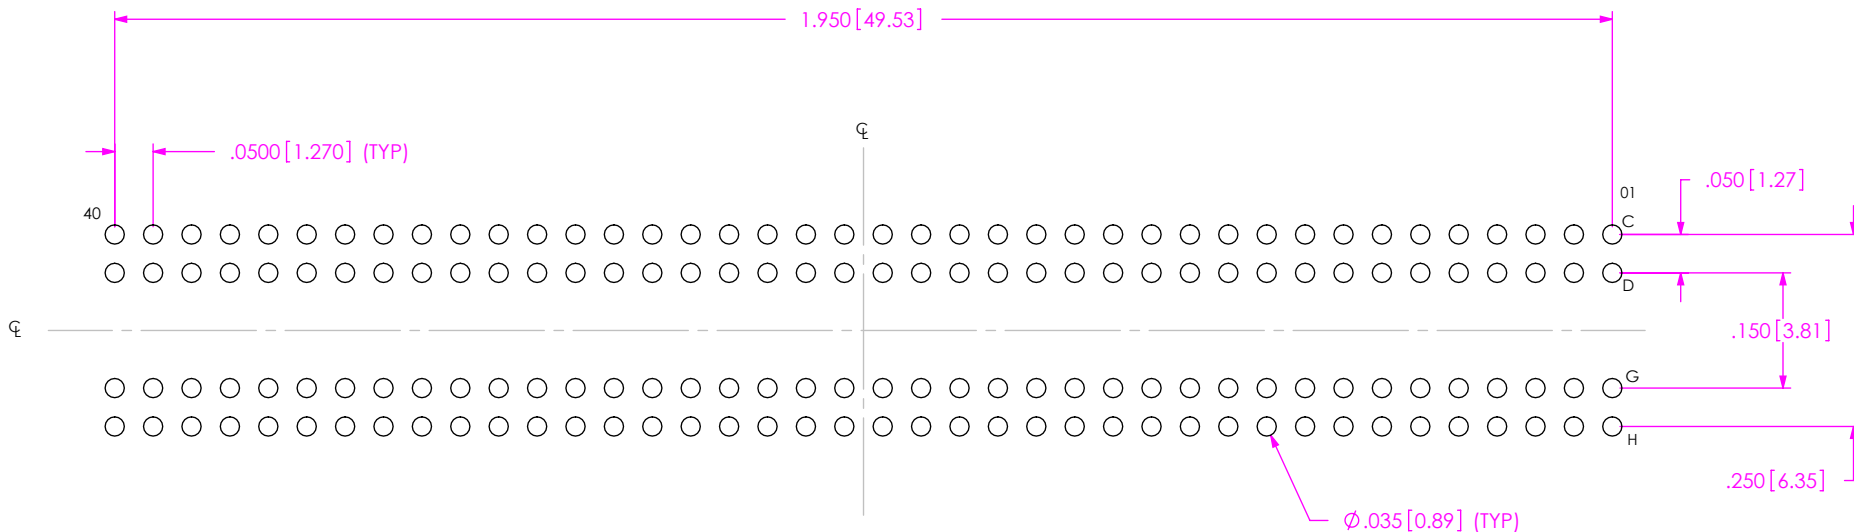 1.950 [49.53]
℄
.0500 [1.270] (TYP)
.050 [1.27]
01
40
C
D
℄
.150 [3.81]
G
H
.250 [6.35]
Ø.035 [0.89] (TYP)